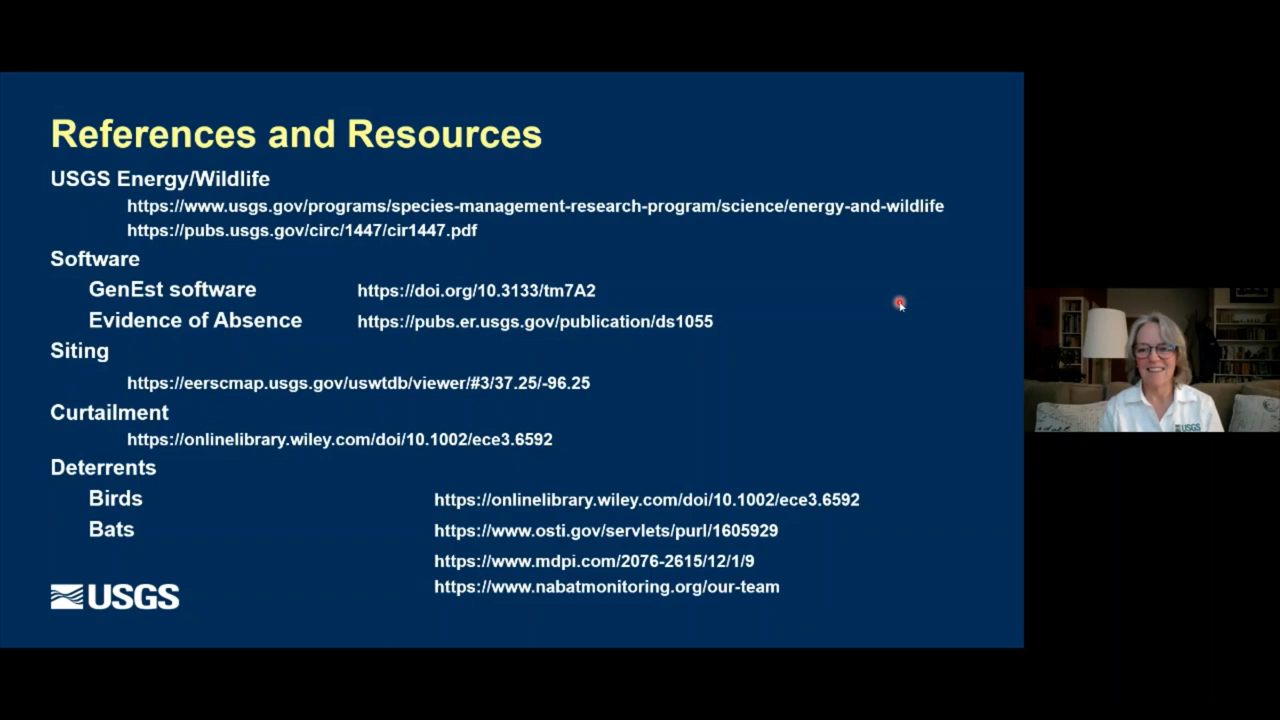 References and Resources
USGS Energy/Wildlife
https://www.usgs.gov/programs/species-management-research-program/science/energy-and-wildlife
https://pubs.usgs.gov/circ/1447/cir1447.pdf
Software
GenEst software https://doi.org/10.3133/tm7A2
Evidence of Absence https://pubs.er.usgs.gov/publication/ds1055
Siting
https://eerscmap.usgs.gov/uswtdb/viewer/#3/37.25/-96.25
Curtailment
https://onlinelibrary.wiley.com/doi/10.1002/ece3.6592
Deterrents
Birds https://onlinelibrary.wiley.com/doi/10.1002/ece3.6592
Bats https://www.osti.gov/servlets/purl/1605929
https://www.mdpi.com/2076-2615/12/1/9
https://www.nabatmonitoring.org/our-team
USGS
USGS